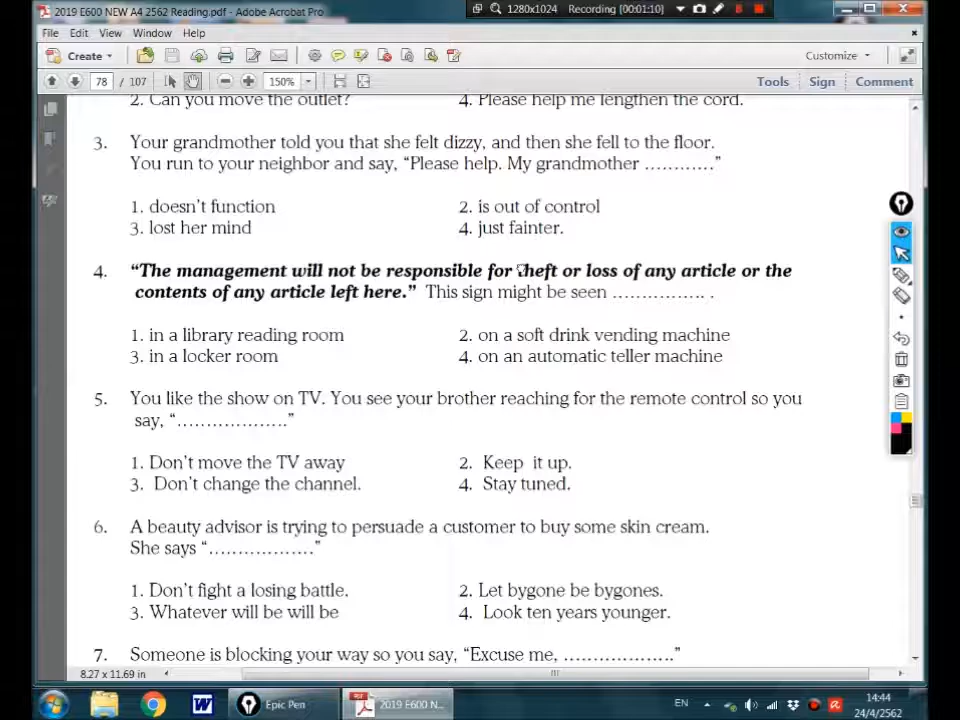 2019 E600 NEW A4 2562 Reading.pdf - Adobe Acrobat Pro
1280x1024 Recording [00:01:10]
File Edit View Window Help
Create Customize
78 / 107 150% Tools Sign Comment
2. Can you move the outlet? 4. Please help me lengthen the cord.
3. Your grandmother told you that she felt dizzy, and then she fell to the floor.
You run to your neighbor and say, “Please help. My grandmother …………”
1. doesn’t function 2. is out of control
3. lost her mind 4. just fainter.
4. “The management will not be responsible for theft or loss of any article or the
contents of any article left here.” This sign might be seen …………….. .
1. in a library reading room 2. on a soft drink vending machine
3. in a locker room 4. on an automatic teller machine
5. You like the show on TV. You see your brother reaching for the remote control so you
say, “……………….”
1. Don’t move the TV away 2. Keep it up.
3. Don’t change the channel. 4. Stay tuned.
6. A beauty advisor is trying to persuade a customer to buy some skin cream.
She says “………………”
1. Don’t fight a losing battle. 2. Let bygone be bygones.
3. Whatever will be will be 4. Look ten years younger.
7. Someone is blocking your way so you say, “Excuse me, ……………….”
8.27 x 11.69 in
Epic Pen 2019 E600 N... EN 14:44
24/4/2562